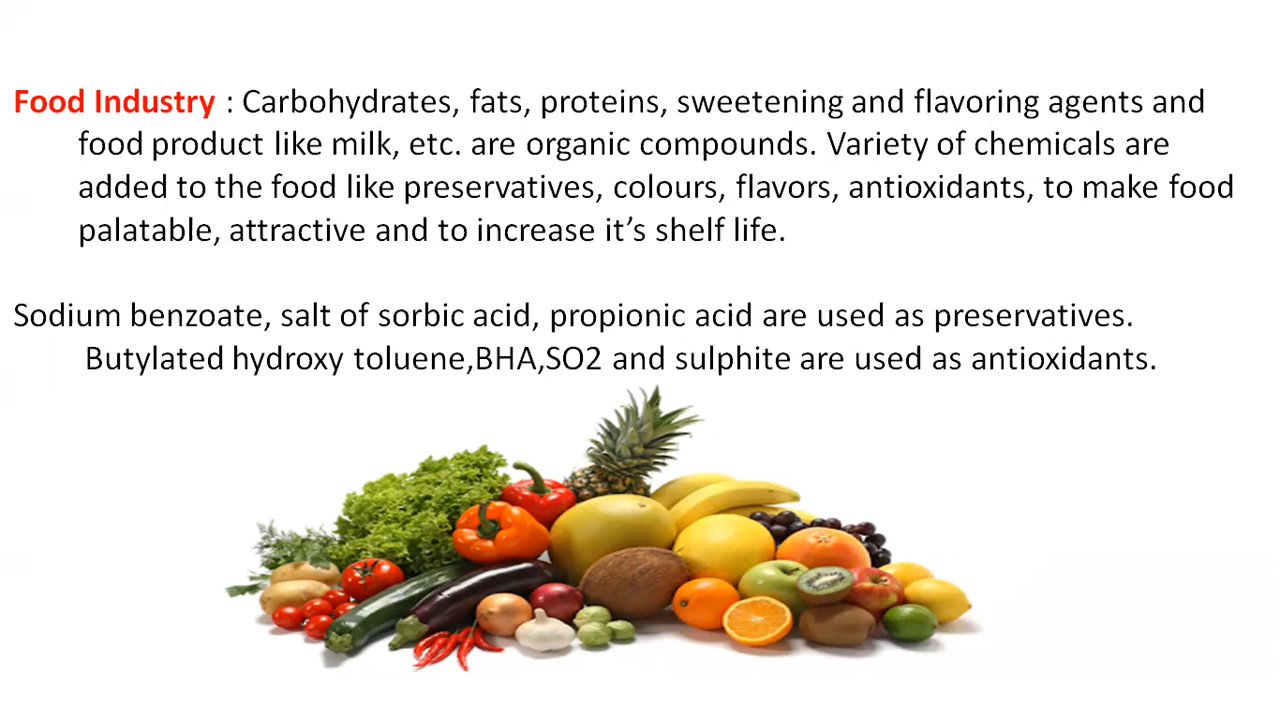 Food Industry : Carbohydrates, fats, proteins, sweetening and flavoring agents and
food product like milk, etc. are organic compounds. Variety of chemicals are
added to the food like preservatives, colours, flavors, antioxidants, to make food
palatable, attractive and to increase it’s shelf life.
Sodium benzoate, salt of sorbic acid, propionic acid are used as preservatives.
Butylated hydroxy toluene,BHA,SO2 and sulphite are used as antioxidants.